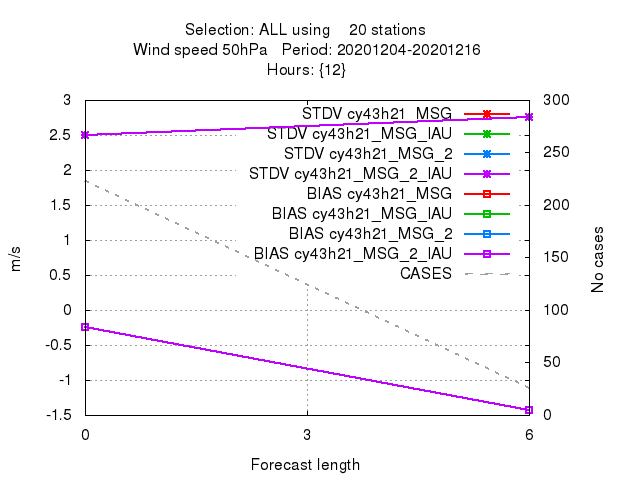 Selection: ALL using    20 stations
Wind speed 50hPa   Period: 20201204-20201216
Hours: {12}
3
2.5
2
1.5
1
0.5
0
-0.5
-1
-1.5
m/s
300
250
200
150
100
50
0
No cases
STDV cy43h21_MSG
STDV cy43h21_MSG_IAU
STDV cy43h21_MSG_2
STDV cy43h21_MSG_2_IAU
BIAS cy43h21_MSG
BIAS cy43h21_MSG_IAU
BIAS cy43h21_MSG_2
BIAS cy43h21_MSG_2_IAU
CASES
0 3 6
Forecast length